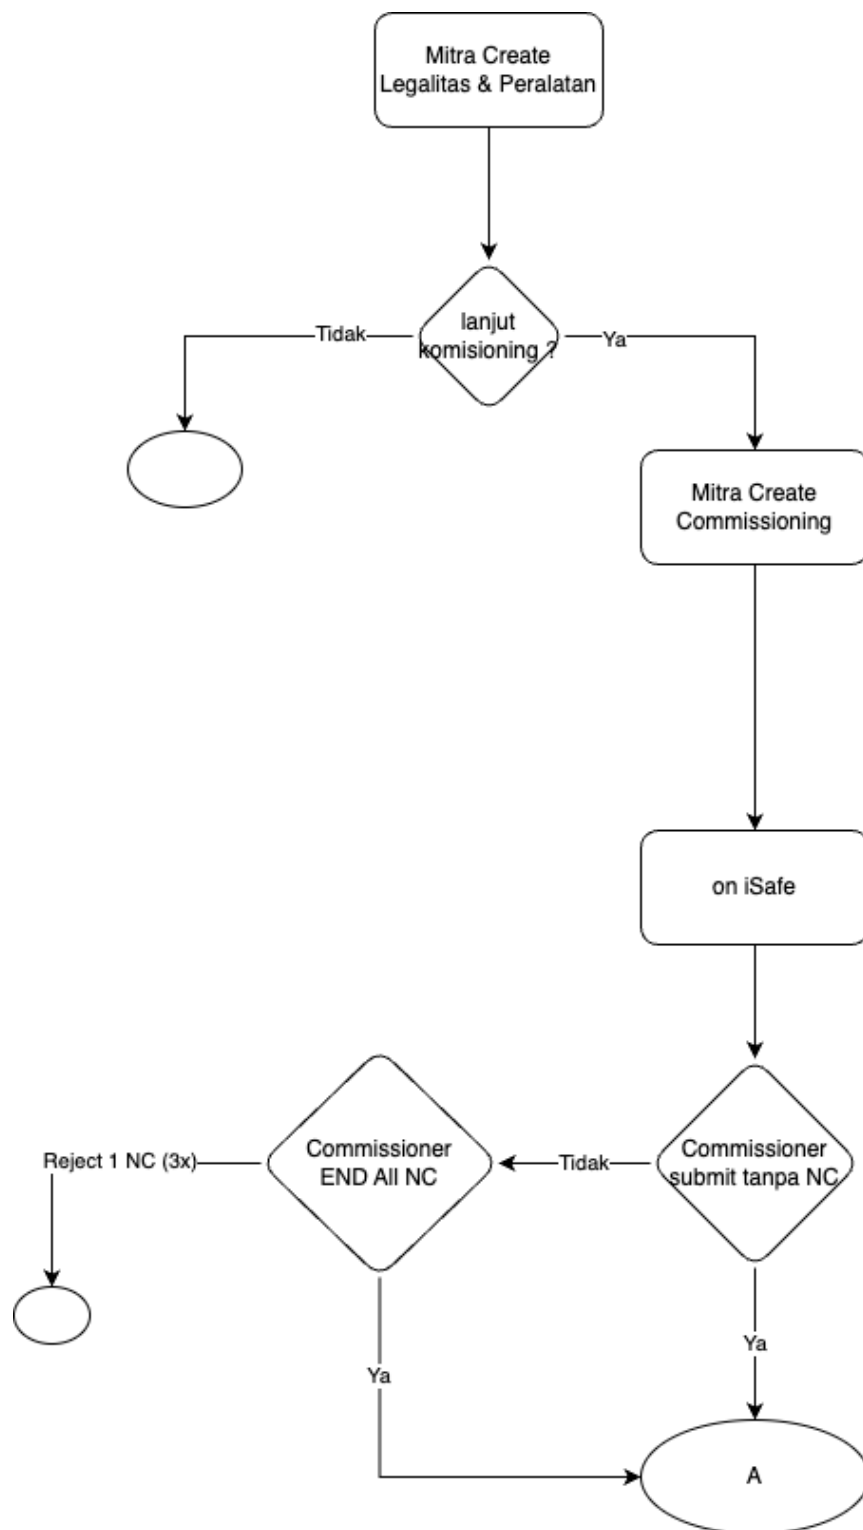 Mitra Create
Legalitas & Peralatan
lanjut
komisioning ?
Tidak
Ya
Mitra Create
Commissioning
on iSafe
Commissioner
submit tanpa NC
Tidak
Commissioner
END All NC
Reject 1 NC (3x)
Ya
Ya
A